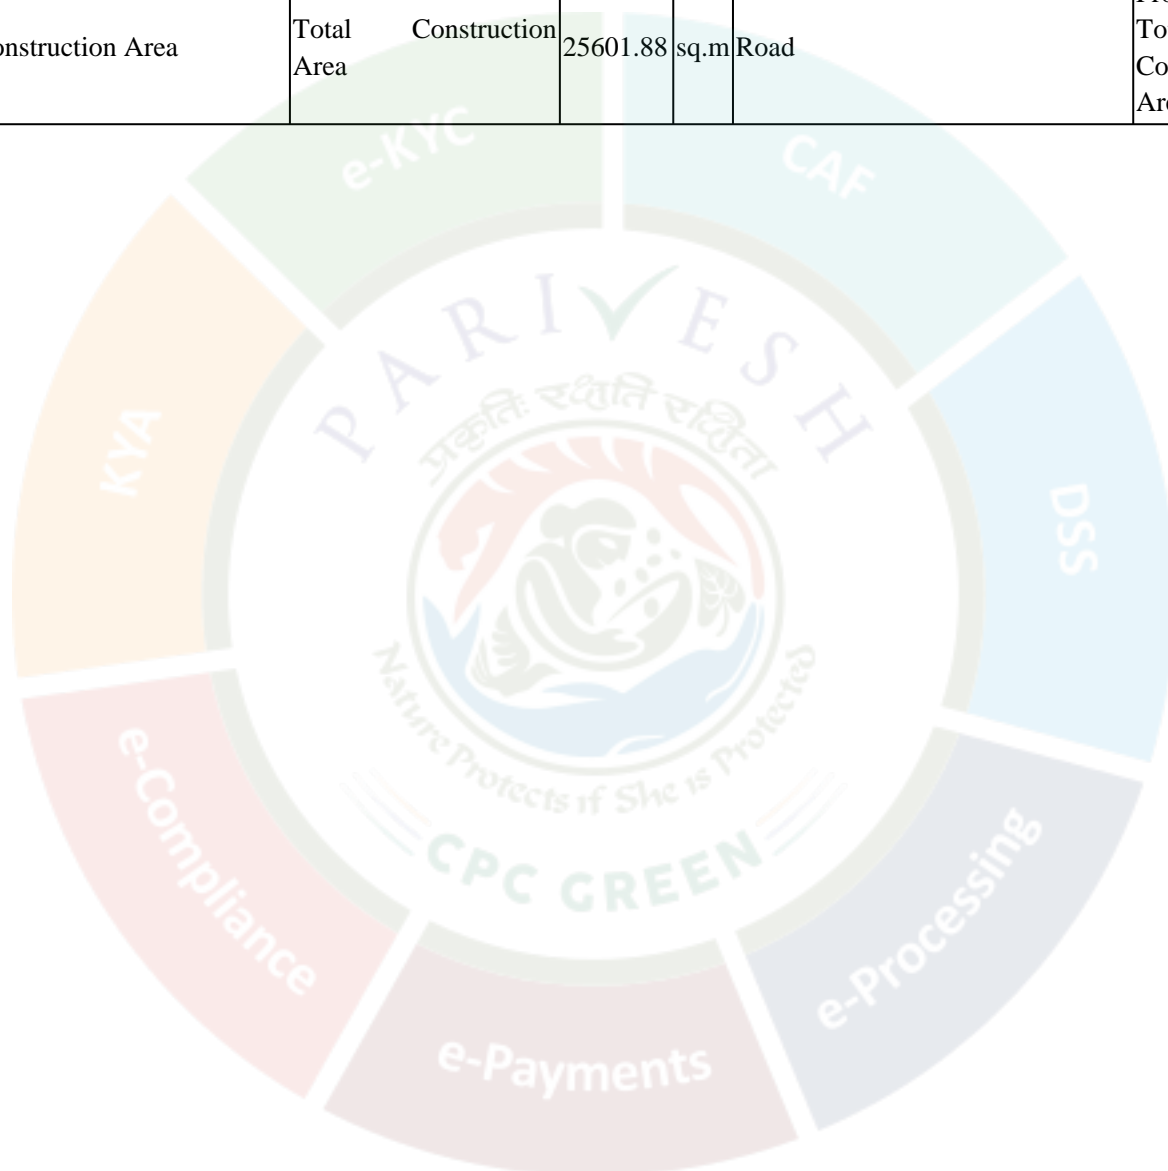 onstruction Area
Total Construction
Area
25601.88
sq.m
Road
To
Co
Are
e-KYC
CAF
KYA
DSS
PARIVESH
प्रकृतिः रक्षति रक्षिता
Nature Protects if She is Protected
CPC GREEN
e-Compliance
e-Processing
e-Payments